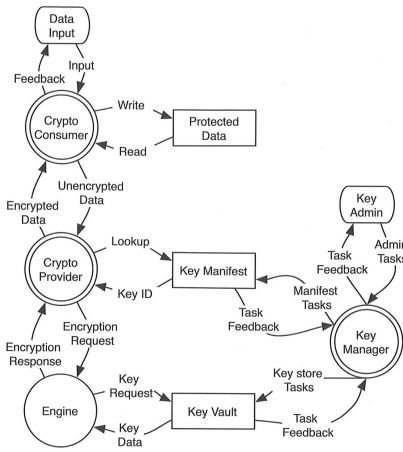 Data
Input
Feedback
Input
Crypto
Consumer
Write
Read
Protected
Data
Encrypted
Data
Unencrypted
Data
Crypto
Provider
Lookup
Key ID
Key Manifest
Key
Admin
Task
Feedback
Admin
Tasks
Manifest
Tasks
Task
Feedback
Key
Manager
Encryption
Response
Encryption
Request
Engine
Key
Request
Key
Data
Key Vault
Key store
Tasks
Task
Feedback